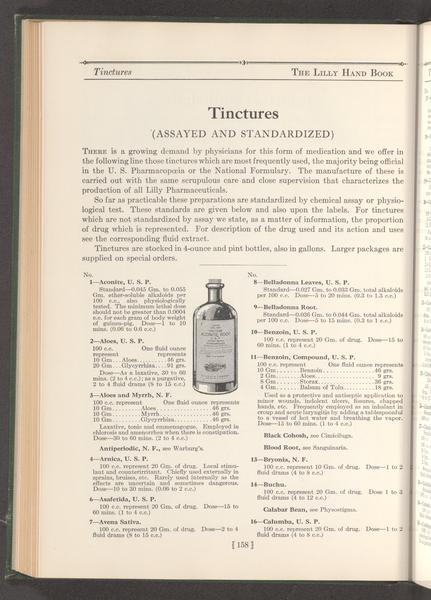 Tinctures
THE LILLY HAND BOOK
Tinctures
(ASSAYED AND STANDARDIZED)
THERE is a growing demand by physicians for this form of medication and we offer in
the following line those tinctures which are most frequently used, the majority being official
in the U. S. Pharmacopœia or the National Formulary. The manufacture of these is
carried out with the same scrupulous care and close supervision that characterizes the
production of all Lilly Pharmaceuticals.
So far as practicable these preparations are standardized by chemical assay or physio-
logical test. These standards are given below and also upon the labels. For tinctures
which are not standardized by assay we state, as a matter of information, the proportion
of drug which is represented. For description of the drug used and its action and uses
see the corresponding fluid extract.
Tinctures are stocked in 4-ounce and pint bottles, also in gallons. Larger packages are
supplied on special orders.
No.
1—Aconite, U. S. P.
Standard—0.045 Gm. to 0.055
Gm. ether-soluble alkaloids per
100 c.c., also physiologically
tested. The minimum lethal dose
should not be greater than 0.0004
c.c. for each gram of body weight
of guinea-pig. Dose—1 to 10
mins. (0.06 to 0.6 c.c.)
2—Aloes, U. S. P.
100 c.c. One fluid ounce
represent represents
10 Gm.....Aloes........46 grs.
20 Gm....Glycyrrhiza....91 grs.
Dose—As a laxative, 30 to 60
mins. (2 to 4 c.c.); as a purgative,
2 to 4 fluid drams (8 to 15 c.c.)
3—Aloes and Myrrh, N. F.
100 c.c. represent One fluid ounce represents
10 Gm............Aloes............46 grs.
10 Gm............Myrrh............46 grs.
10 Gm..........Glycyrrhiza..........46 grs.
Laxative, tonic and emmenagogue. Employed in
chlorosis and amenorrhea when there is constipation.
Dose—30 to 60 mins. (2 to 4 c.c.)
Antiperiodic, N. F., see Warburg's.
4—Arnica, U. S. P.
100 c.c. represent 20 Gm. of drug. Local stimu-
lant and counterirritant. Chiefly used externally in
sprains, bruises, etc. Rarely used internally as the
effects are uncertain and sometimes dangerous.
Dose—10 to 30 mins. (0.06 to 2 c.c.)
6—Asafetida, U. S. P.
100 c.c. represent 20 Gm. of drug. Dose—15 to
60 mins. (1 to 4 c.c.)
7—Avena Sativa.
100 c.c. represent 20 Gm. of drug. Dose—2 to 4
fluid drams (8 to 15 c.c.)
No.
8—Belladonna Leaves, U. S. P.
Standard—0.027 Gm. to 0.033 Gm. total alkaloids
per 100 c.c. Dose—5 to 20 mins. (0.3 to 1.3 c.c.)
9—Belladonna Root.
Standard—0.036 Gm. to 0.044 Gm. total alkaloids
per 100 c.c. Dose—5 to 15 mins. (0.3 to 1 c.c.)
10—Benzoin, U. S. P.
100 c.c. represent 20 Gm. of drug. Dose—15 to
60 mins. (1 to 4 c.c.)
11—Benzoin, Compound, U. S. P.
100 c.c. represent One fluid ounce represents
10 Gm........Benzoin............46 grs.
2 Gm........Aloes............9 grs.
8 Gm........Storax............36 grs.
4 Gm......Balsam of Tolu........18 grs.
Used as a protective and antiseptic application to
minor wounds, indolent ulcers, fissures, chapped
hands, etc. Frequently employed as an inhalant in
croup and acute laryngitis by adding a tablespoonful
to a vessel of hot water and breathing the vapor.
Dose—15 to 60 mins. (1 to 4 c.c.)
Black Cohosh, see Cimicifuga.
Blood Root, see Sanguinaria.
13—Bryonia, N. F.
100 c.c. represent 10 Gm. of drug. Dose—1 to 2
fluid drams (4 to 8 c.c.)
14—Buchu.
100 c.c. represent 20 Gm. of drug. Dose 1 to 3
fluid drams (4 to 12 c.c.)
Calabar Bean, see Physostigma.
16—Calumba, U. S. P.
100 c.c. represent 20 Gm. of drug. Dose—1 to 2
fluid drams (4 to 8 c.c.)
[ 158 ]